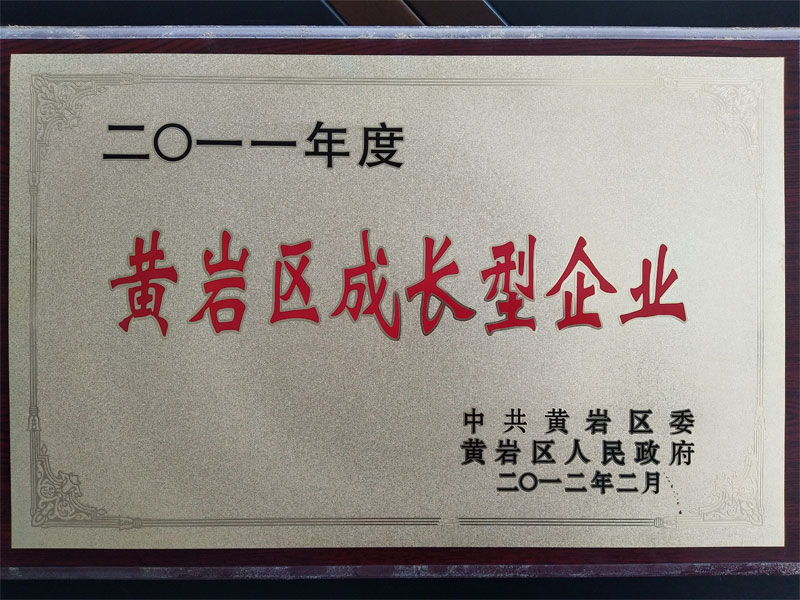 二〇一一年度
黄岩区成长型企业
中共黄岩区委
黄岩区人民政府
二〇一二年二月